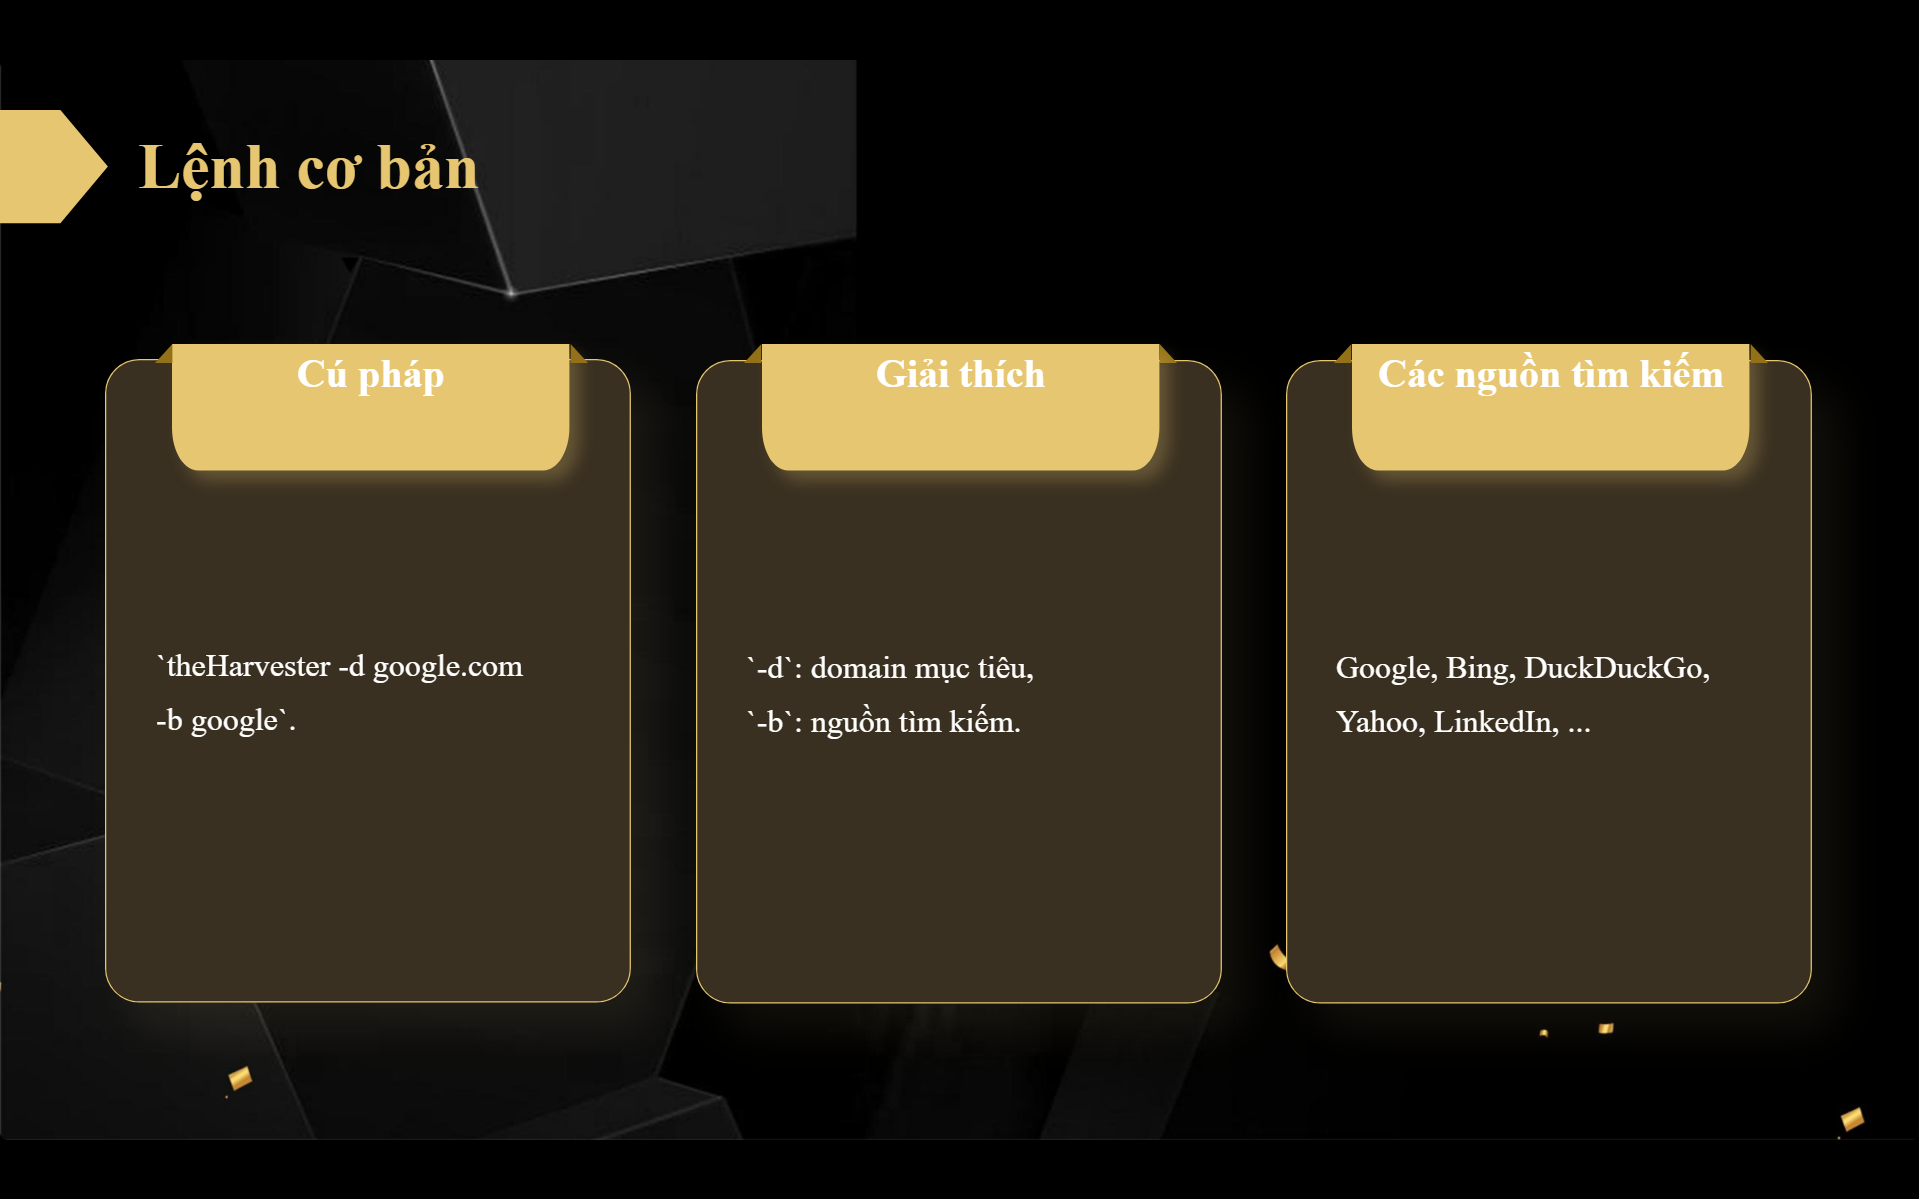 Lệnh cơ bản
Cú pháp
`theHarvester -d google.com
-b google`.
Giải thích
`-d`: domain mục tiêu,
`-b`: nguồn tìm kiếm.
Các nguồn tìm kiếm
Google, Bing, DuckDuckGo,
Yahoo, LinkedIn, ...